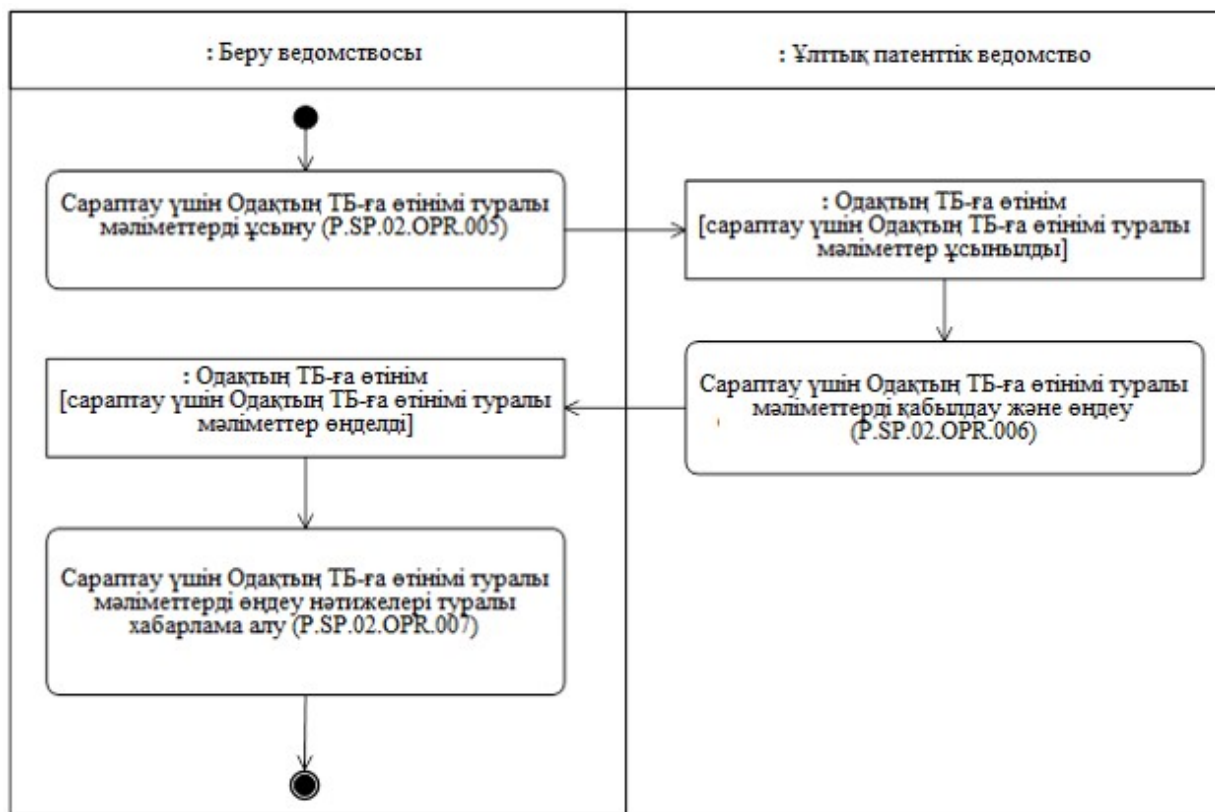 : Беру ведомствосы
: Ұлттық патенттік ведомство
Сараптау үшін Одақтың ТБ-ға өтінімі туралы
мәліметтерді ұсыну (P.SP.02.OPR.005)
: Одақтың ТБ-ға өтінім
[сараптау үшін Одақтың ТБ-ға өтінімі туралы
мәліметтер ұсынылды]
Сараптау үшін Одақтың ТБ-ға өтінімі туралы
мәліметтерді қабылдау және өңдеу
(P.SP.02.OPR.006)
: Одақтың ТБ-ға өтінім
[сараптау үшін Одақтың ТБ-ға өтінімі туралы
мәліметтер өңделді]
Сараптау үшін Одақтың ТБ-ға өтінімі туралы
мәліметтерді өңдеу нәтижелері туралы
хабарлама алу (P.SP.02.OPR.007)